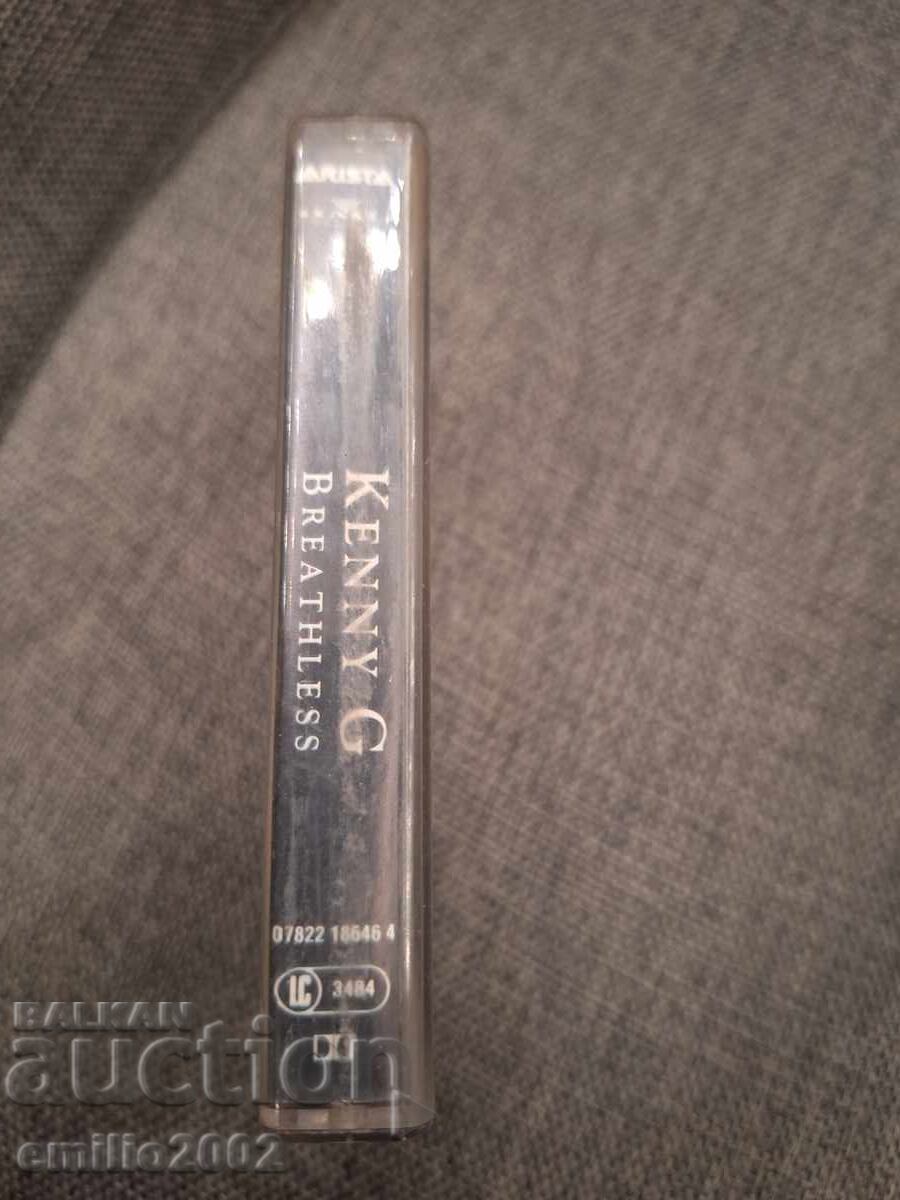 ARISTA
KENNY G
BREATHLESS
07822 18646 4
LC 3484
BALKAN
auction
emilio2002